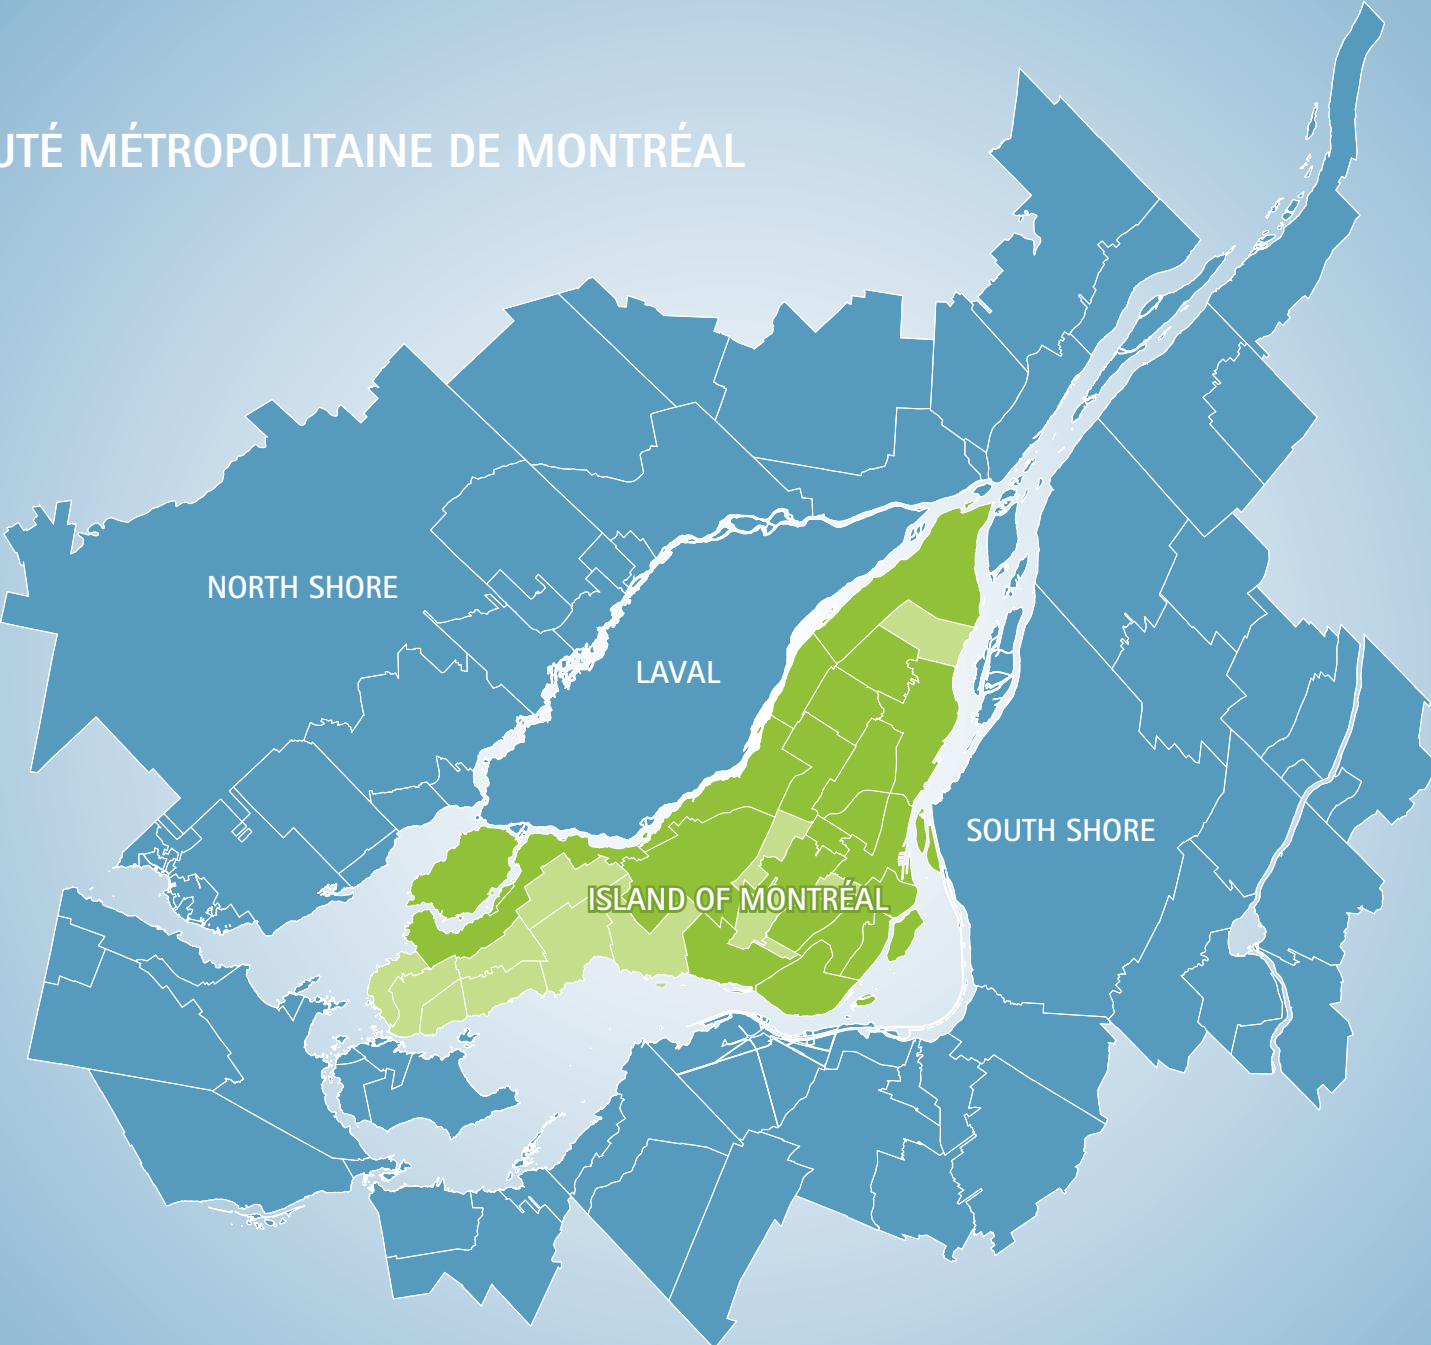 UTÉ MÉTROPOLITAINE DE MONTRÉAL
NORTH SHORE
LAVAL
SOUTH SHORE
ISLAND OF MONTRÉAL